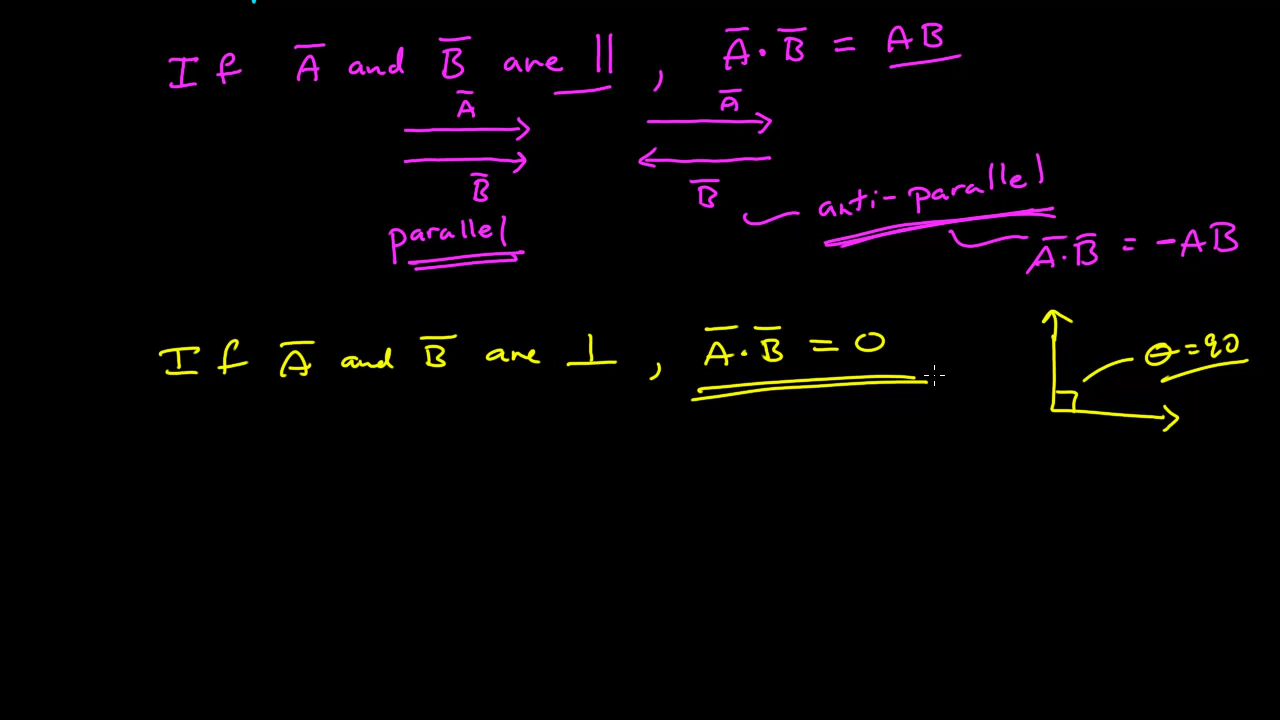 If A̅ and B̅ are ||, A̅·B̅ = AB
A̅ A̅
B̅ B̅
parallel
anti-parallel
A̅·B̅ = -AB
If A̅ and B̅ are ⊥, A̅·B̅ = 0
θ=90